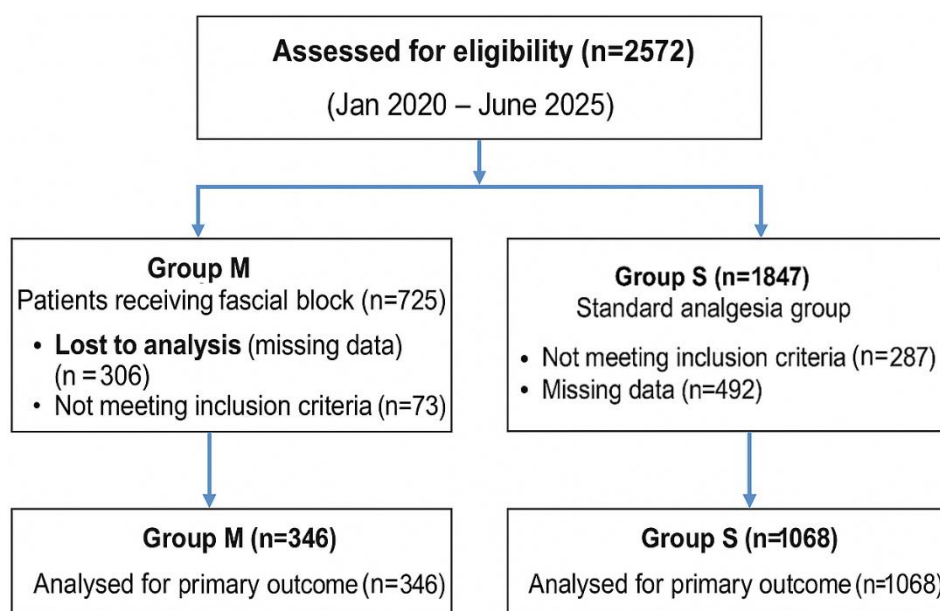 Assessed for eligibility (n=2572)
(Jan 2020 – June 2025)
Group M
Patients receiving fascial block (n=725)
• Lost to analysis (missing data)
(n = 306)
• Not meeting inclusion criteria (n=73)
Group S (n=1847)
Standard analgesia group
• Not meeting inclusion criteria (n=287)
• Missing data (n=492)
Group M (n=346)
Analysed for primary outcome (n=346)
Group S (n=1068)
Analysed for primary outcome (n=1068)